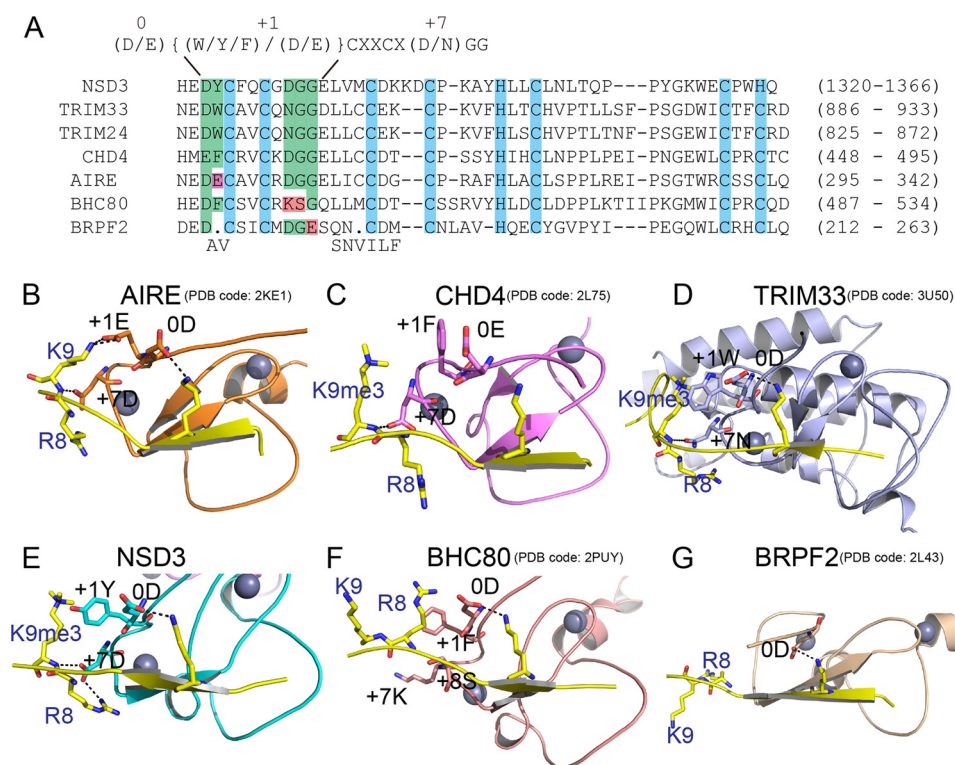 A
0 +1 +7
(D/E){(W/Y/F)/(D/E)}CXXCX(D/N)GG
NSD3 HEDYCFQCGDGGELVMCDKKDCP-KAYHLLCLNLTQP---PYGKWECPWHQ (1320-1366)
TRIM33 NEDWCAVCQNGGDLLCCEK--CP-KVFHLTCHVPTLLSF-PSGDWICTFCRD (886 - 933)
TRIM24 NEDWCAVCQNGGELLCCEK--CP-KVFHLSCHVPTLTNF-PSGEWICTFCRD (825 - 872)
CHD4 HMEFCRVCKDGGELLCCDT--CP-SSYHIHCLNPPLPEI-PNGEWLCPRCTC (448 - 495)
AIRE NEDECAVCRDGGELICCDG--CP-RAFHLACLSPPLREI-PSGTWRCSSCLQ (295 - 342)
BHC80 HEDFCSVCRKSGQLLMCDT--CSSRVYHLDCLDPPLKTIIPKGMWICPRCQD (487 - 534)
BRPF2 DED.CSICMDGESQN.CDM--CNLAV-HQECYGVPYI---PEGQWLCRHCLQ (212 - 263)
AV SNVILF
B AIRE (PDB code: 2KE1)
+1E 0D
K9
+7D
R8
C CHD4 (PDB code: 2L75)
+1F 0E
K9me3
+7D
R8
D TRIM33 (PDB code: 3U50)
+1W 0D
K9me3
+7N
R8
E NSD3
+1Y 0D
K9me3
+7D
R8
F BHC80 (PDB code: 2PUY)
K9 R8 0D
+1F
+7K +8S
G BRPF2 (PDB code: 2L43)
0D
R8
K9